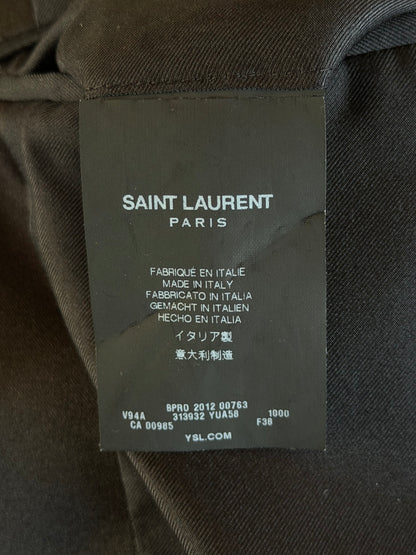 SAINT LAURENT
PARIS
FABRIQUÉ EN ITALIE
MADE IN ITALY
FABBRICATO IN ITALIA
GEMACHT IN ITALIEN
HECHO EN ITALIA
イタリア製
意大利制造
BPRO 2012 00763
V94A 313932 YUA58 1000
CA 00985 F38
YSL.COM